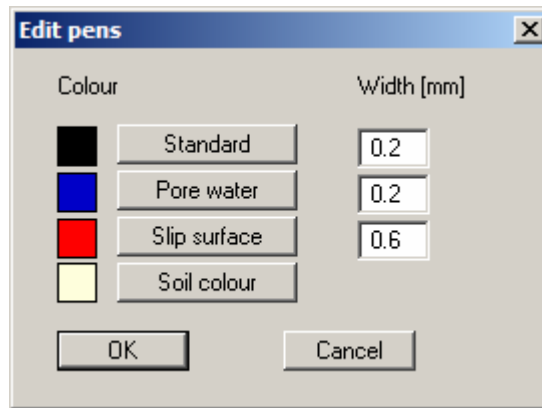 Edit pens
Colour Width [mm]
Standard 0.2
Pore water 0.2
Slip surface 0.6
Soil colour
OK Cancel